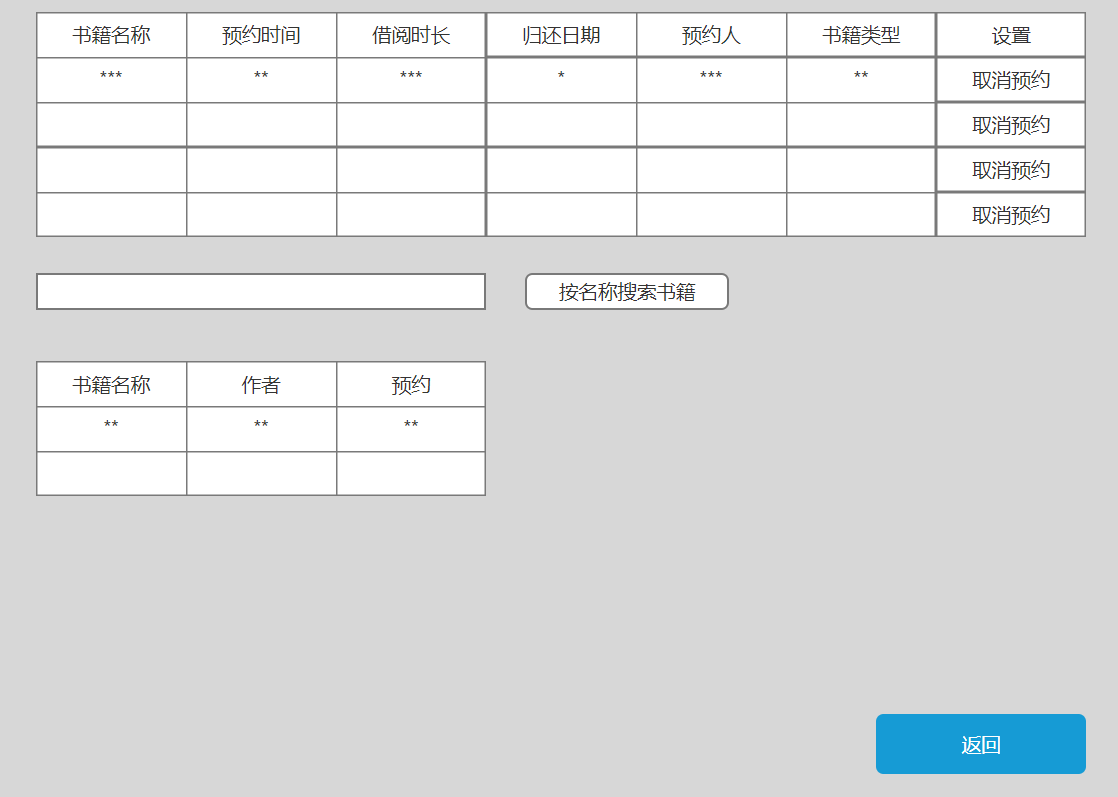 书籍名称 预约时间 借阅时长 归还日期 预约人 书籍类型 设置
*** ** *** * *** ** 取消预约
取消预约
取消预约
取消预约
按名称搜索书籍
书籍名称 作者 预约
** ** **
返回